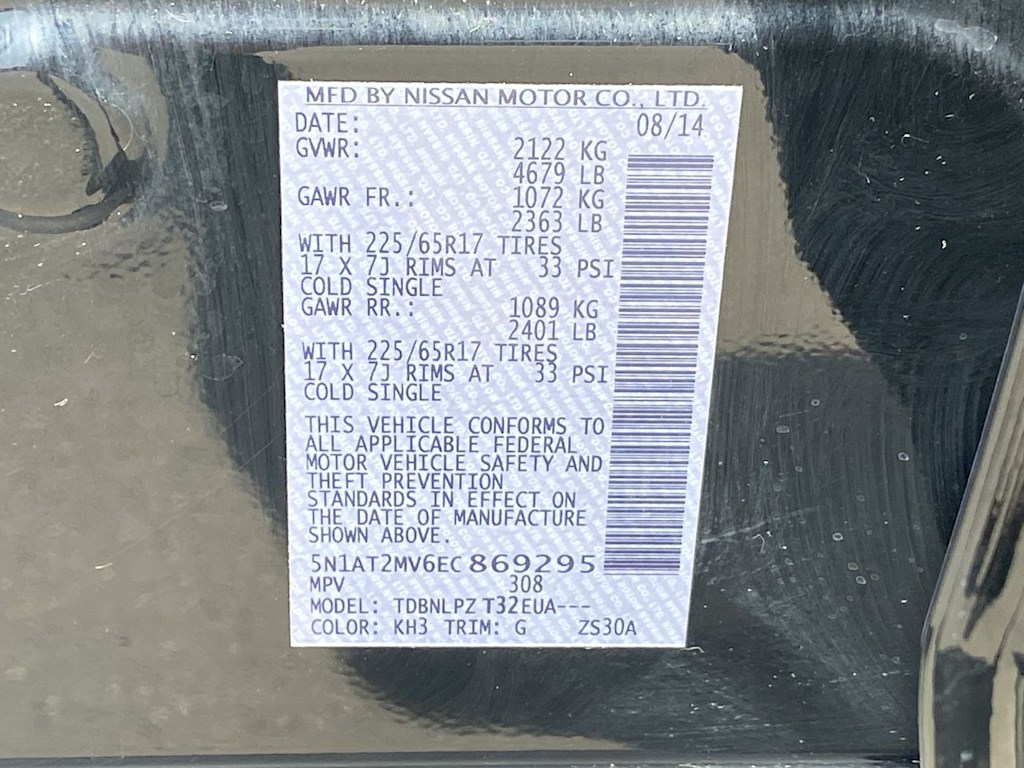 MFD BY NISSAN MOTOR CO., LTD.
DATE: 08/14
GVWR: 2122 KG
4679 LB
GAWR FR.: 1072 KG
2363 LB
WITH 225/65R17 TIRES
17 X 7J RIMS AT 33 PSI
COLD SINGLE
GAWR RR.: 1089 KG
2401 LB
WITH 225/65R17 TIRES
17 X 7J RIMS AT 33 PSI
COLD SINGLE
THIS VEHICLE CONFORMS TO
ALL APPLICABLE FEDERAL
MOTOR VEHICLE SAFETY AND
THEFT PREVENTION
STANDARDS IN EFFECT ON
THE DATE OF MANUFACTURE
SHOWN ABOVE.
5N1AT2MV6EC869295
MPV 308
MODEL: TDBNLPZ T32EUA---
COLOR: KH3 TRIM: G ZS30A